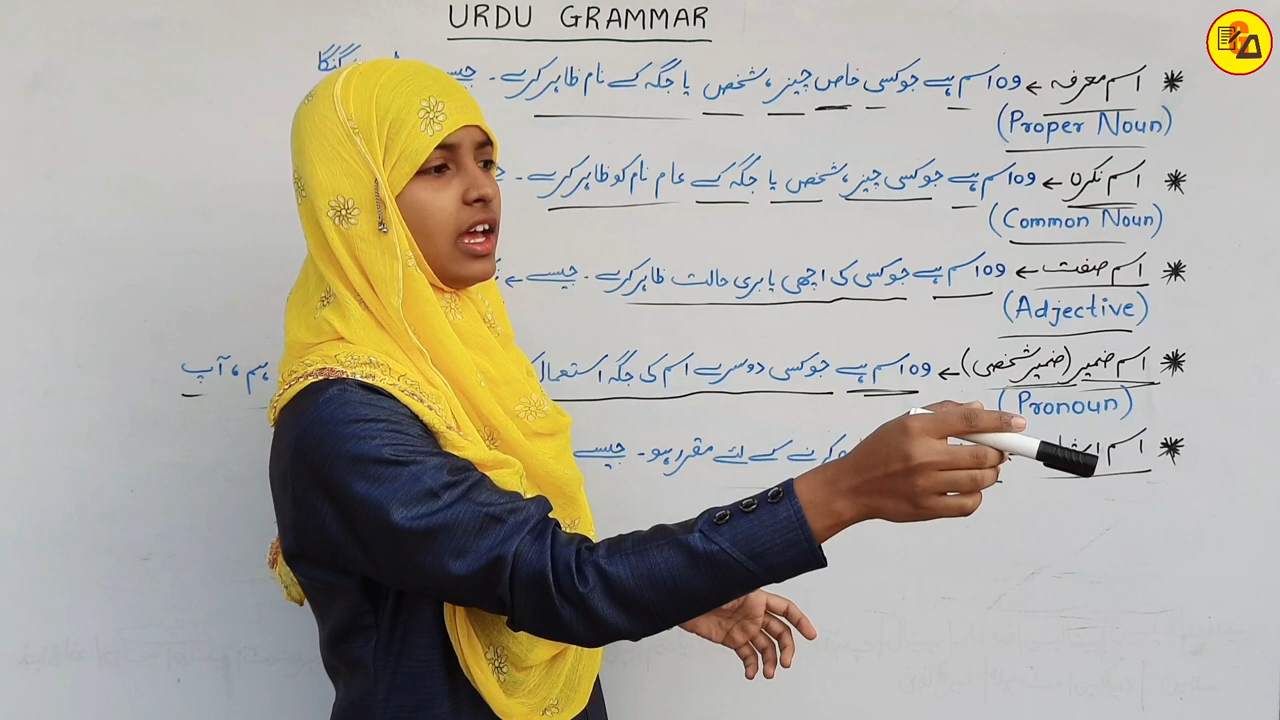 URDU GRAMMAR
* اسم معرفہ ← وہ اسم ہے جو کسی خاص چیز، شخص یا جگہ کے نام ظاہر کرے۔
(Proper Noun)
* اسم نکرہ ← وہ اسم ہے جو کسی چیز، شخص یا جگہ کے عام نام کو ظاہر کرے۔
(Common Noun)
* اسم صفت ← وہ اسم ہے جو کسی کی اچھی یا بری حالت ظاہر کرے۔ جیسے ←
(Adjective)
* اسم ضمیر (ضمیر شخصی) ← وہ اسم ہے جو کسی دوسرے اسم کی جگہ استعمال ہم، آپ
(Pronoun)
* اسم کرنے کے لئے مقرر ہو۔ جیسے